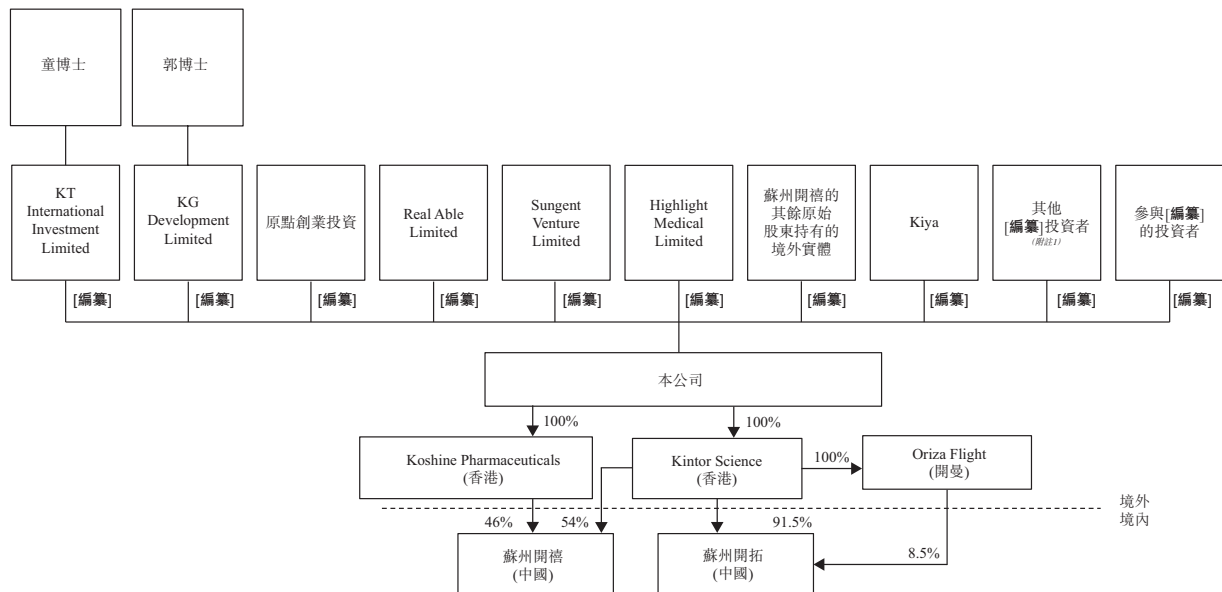 童博士
郭博士
KT
International
Investment
Limited
KG
Development
Limited
原點創業投資
Real Able
Limited
Sungent
Venture
Limited
Highlight
Medical
Limited
蘇州開禧的
其餘原始
股東持有的
境外實體
Kiya
其他
[編纂]投資者
(附註1)
參與[編纂]
的投資者
[編纂]
[編纂]
[編纂]
[編纂]
[編纂]
[編纂]
[編纂]
[編纂]
[編纂]
[編纂]
本公司
100%
100%
Koshine Pharmaceuticals
(香港)
Kintor Science
(香港)
100%
Oriza Flight
(開曼)
境外
境內
46%
54%
91.5%
8.5%
蘇州開禧
(中國)
蘇州開拓
(中國)